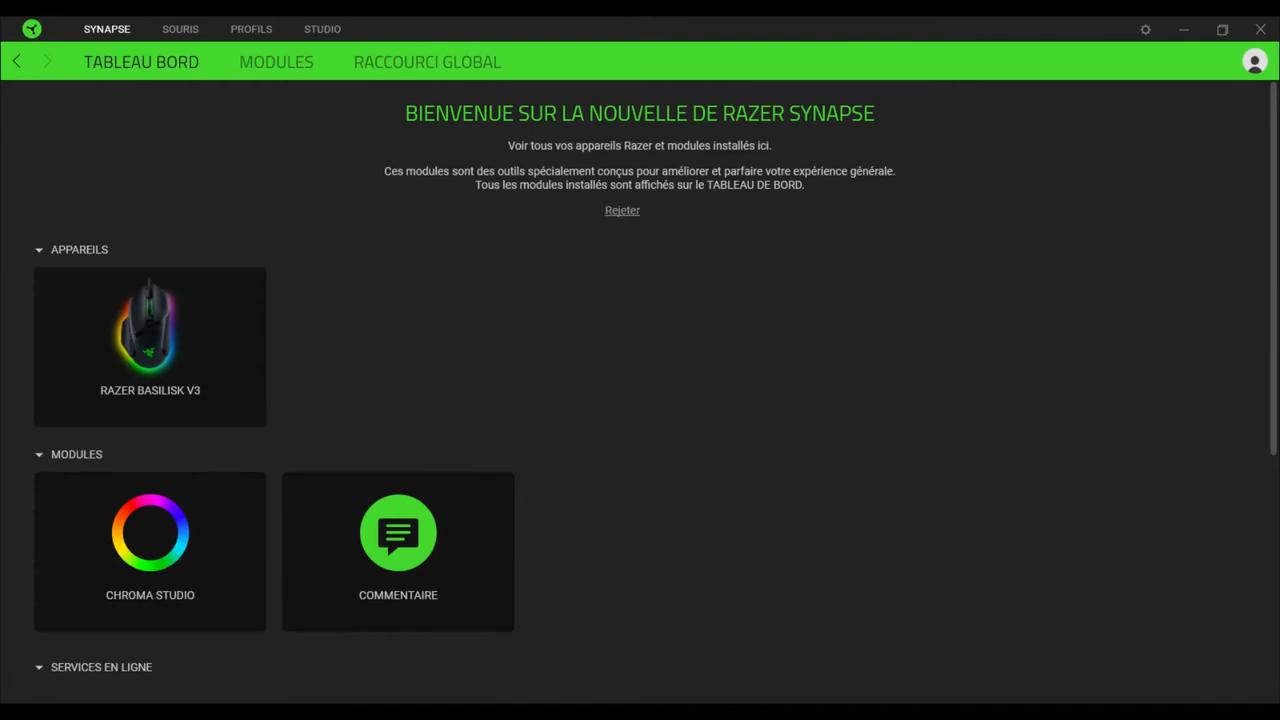 SYNAPSE SOURIS PROFILS STUDIO
TABLEAU BORD MODULES RACCOURCI GLOBAL
BIENVENUE SUR LA NOUVELLE DE RAZER SYNAPSE
Voir tous vos appareils Razer et modules installés ici.
Ces modules sont des outils spécialement conçus pour améliorer et parfaire votre expérience générale.
Tous les modules installés sont affichés sur le TABLEAU DE BORD.
Rejeter
APPAREILS
RAZER BASILISK V3
MODULES
CHROMA STUDIO
COMMENTAIRE
SERVICES EN LIGNE